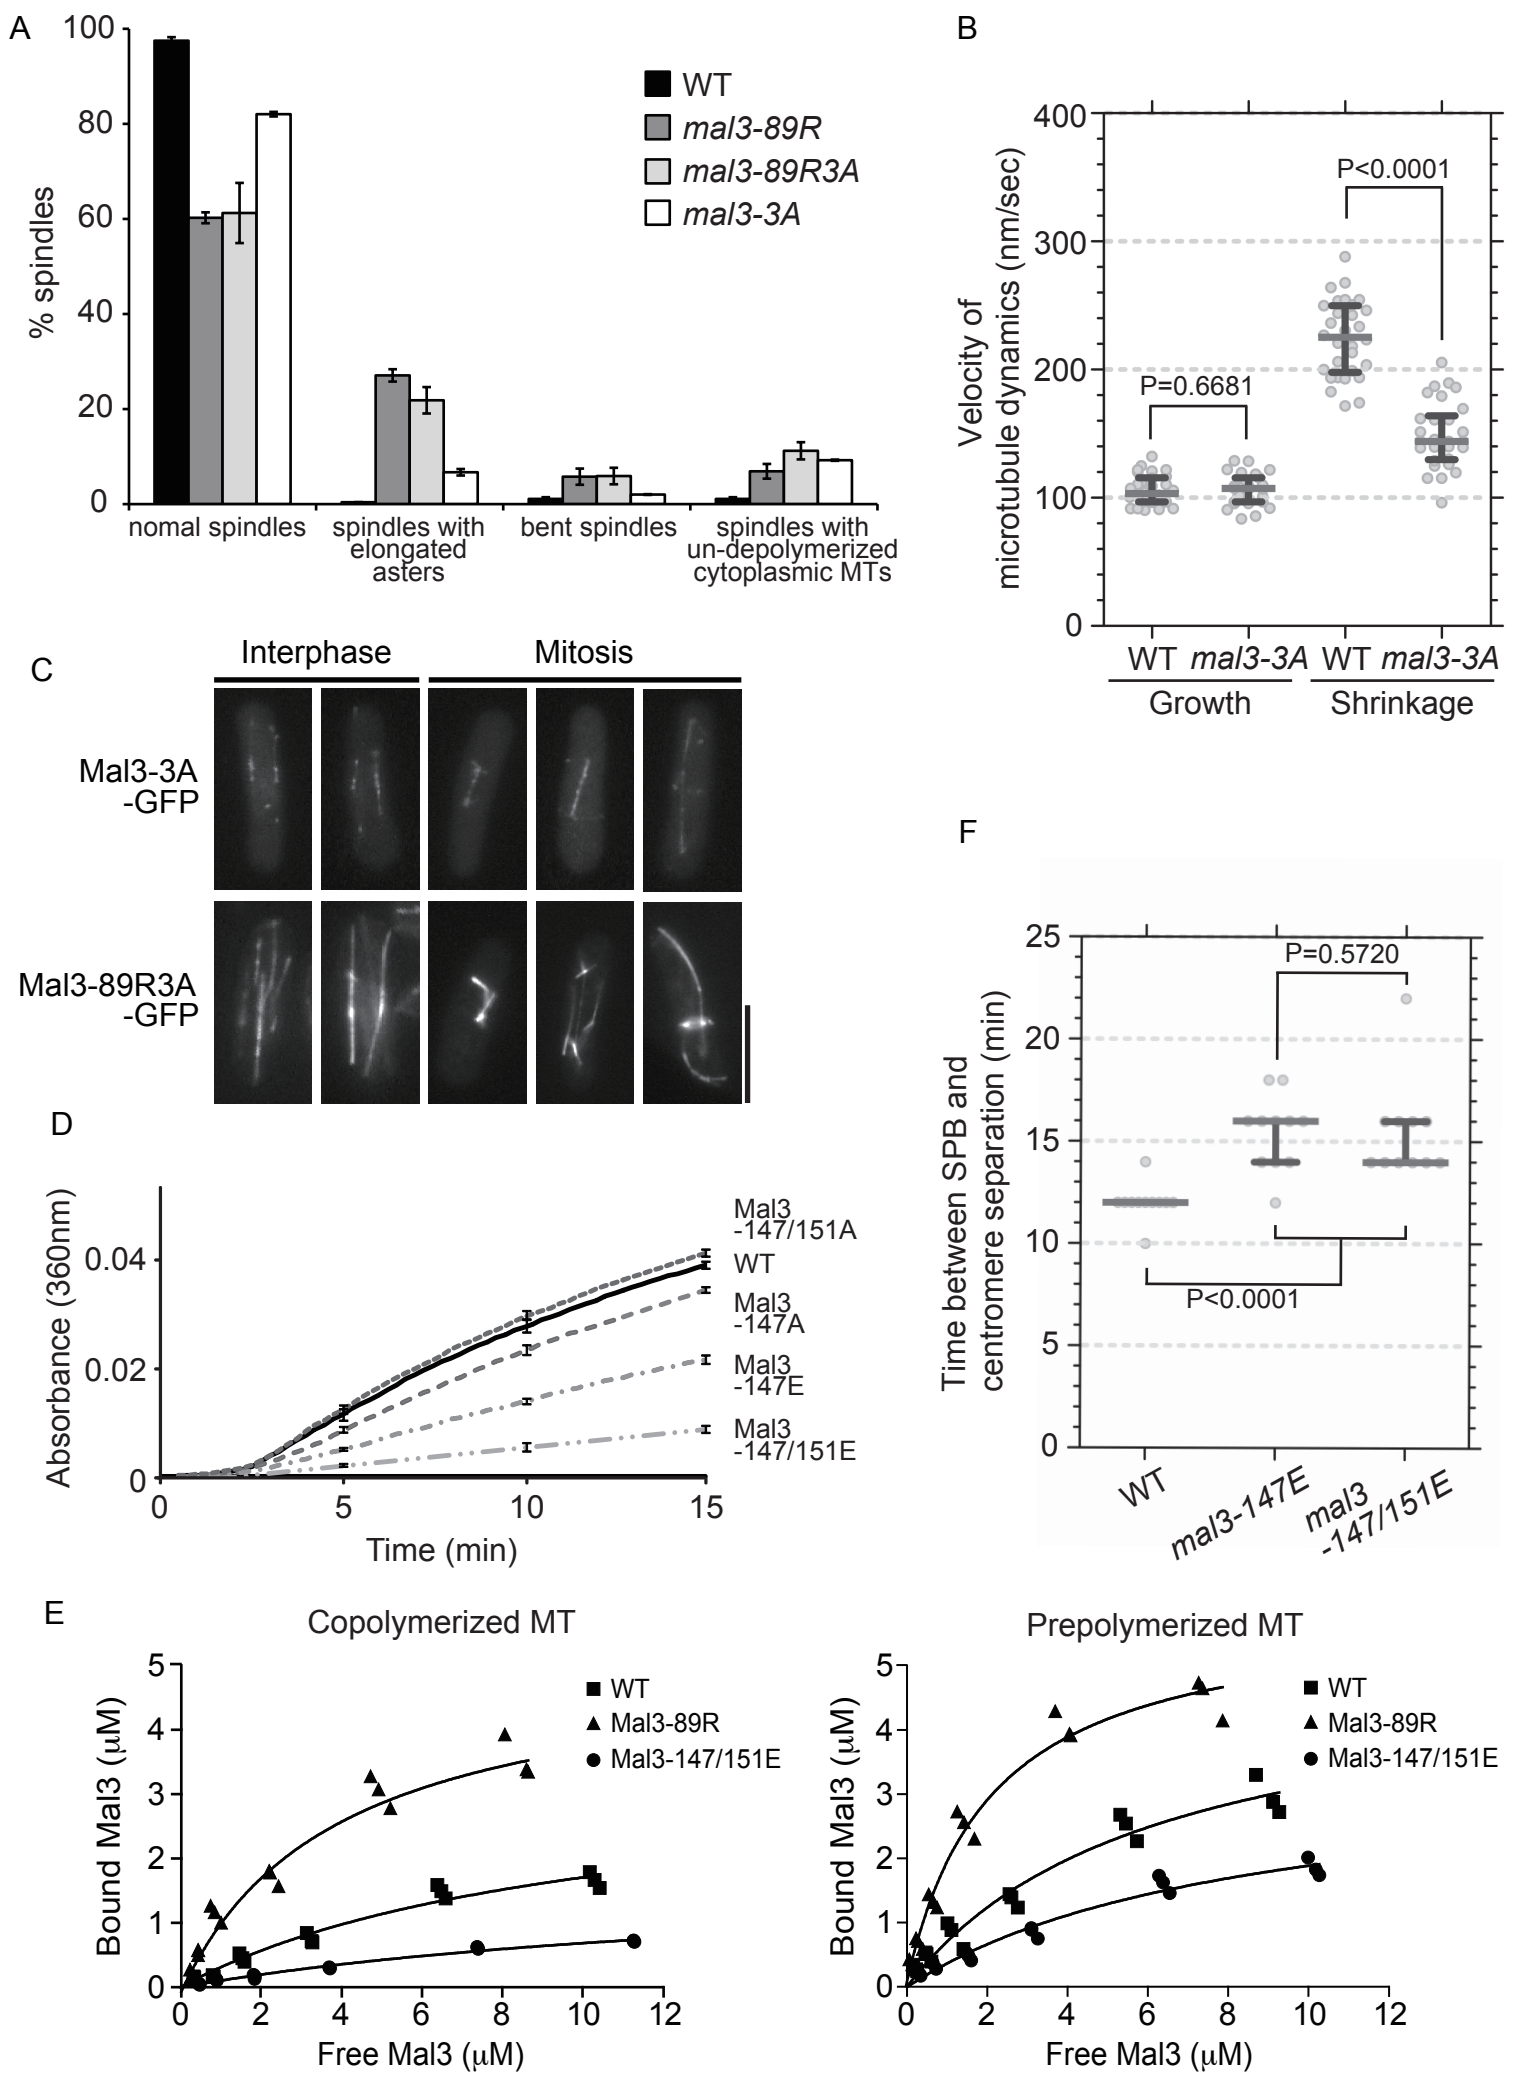 A
100
80
60
40
20
0
% spindles
WT
mal3-89R
mal3-89R3A
mal3-3A
nomal spindles
spindles with
elongated
asters
bent spindles
spindles with
un-depolymerized
cytoplasmic MTs
B
400
300
200
100
0
Velocity of
microtubule dynamics (nm/sec)
P<0.0001
P=0.6681
WT mal3-3A WT mal3-3A
Growth Shrinkage
C
Interphase Mitosis
Mal3-3A
-GFP
Mal3-89R3A
-GFP
D
Absorbance (360nm)
0.04
0.02
0
0 5 10 15
Time (min)
Mal3
-147/151A
WT
Mal3
-147A
Mal3
-147E
Mal3
-147/151E
F
25
20
15
10
5
0
Time between SPB and
centromere separation (min)
P=0.5720
P<0.0001
WT
mal3-147E
mal3
-147/151E
E
Copolymerized MT
5
4
3
2
1
0
Bound Mal3 (μM)
WT
Mal3-89R
Mal3-147/151E
0 2 4 6 8 10 12
Free Mal3 (μM)
Prepolymerized MT
5
4
3
2
1
0
Bound Mal3 (μM)
WT
Mal3-89R
Mal3-147/151E
0 2 4 6 8 10 12
Free Mal3 (μM)